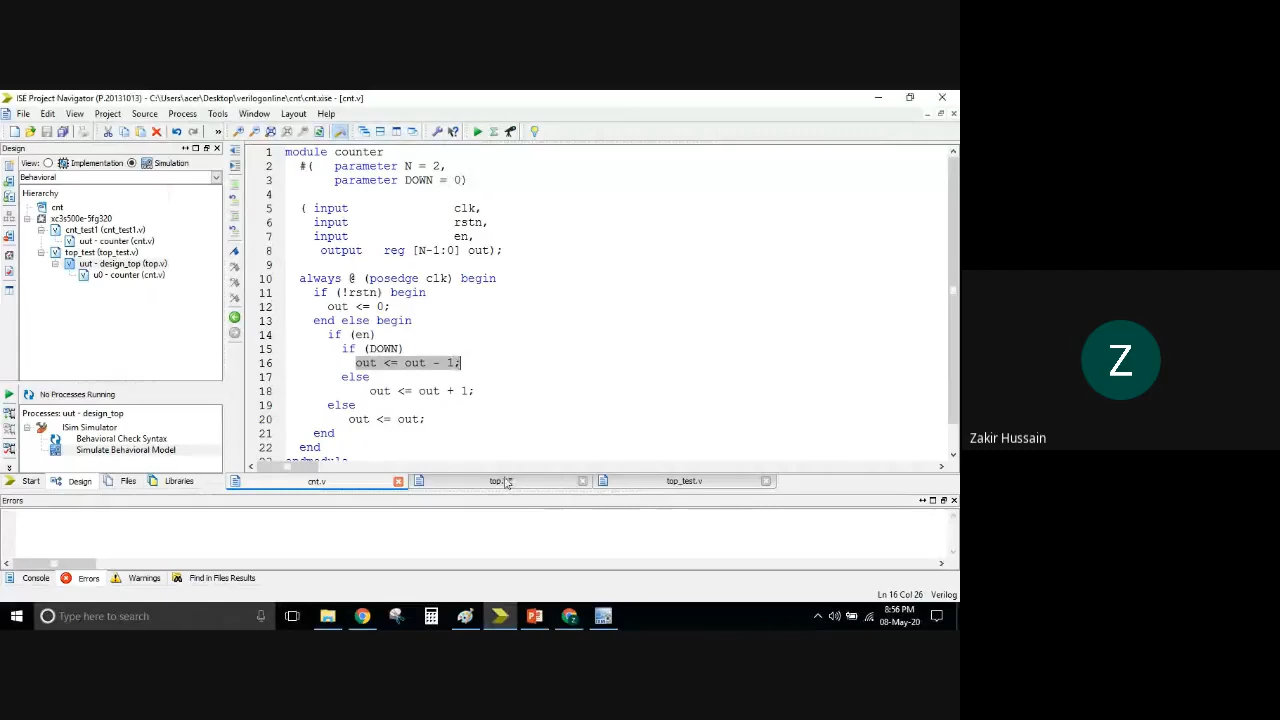 ISE Project Navigator (P.20131013) - C:\Users\acer\Desktop\verilogonline\cnt\cnt.xise - [cnt.v]
File Edit View Project Source Process Tools Window Layout Help
Design
View: Implementation Simulation
Behavioral
Hierarchy
cnt
xc3s500e-5fg320
cnt_test1 (cnt_test1.v)
uut - counter (cnt.v)
top_test (top_test.v)
uut - design_top (top.v)
u0 - counter (cnt.v)
No Processes Running
Processes: uut - design_top
ISim Simulator
Behavioral Check Syntax
Simulate Behavioral Model
Start Design Files Libraries
1 module counter
2 #( parameter N = 2,
3 parameter DOWN = 0)
4
5 ( input clk,
6 input rstn,
7 input en,
8 output reg [N-1:0] out);
9
10 always @ (posedge clk) begin
11 if (!rstn) begin
12 out <= 0;
13 end else begin
14 if (en)
15 if (DOWN)
16 out <= out - 1;
17 else
18 out <= out + 1;
19 else
20 out <= out;
21 end
22 end
endmodule
cnt.v top. top_test.v
Errors
Console Errors Warnings Find in Files Results
Ln 16 Col 26 Verilog
Type here to search
8:56 PM
08-May-20
Z
Zakir Hussain